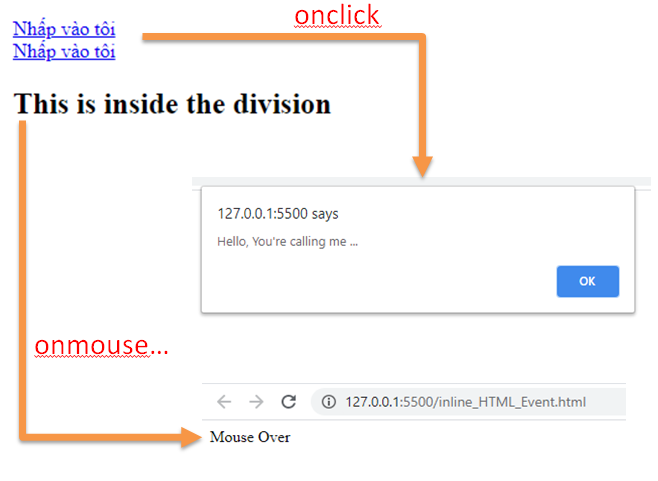 onclick
Nhấp vào tôi
Nhấp vào tôi
This is inside the division
127.0.0.1:5500 says
Hello, You're calling me ...
OK
onmouse...
127.0.0.1:5500/inline_HTML_Event.html
Mouse Over